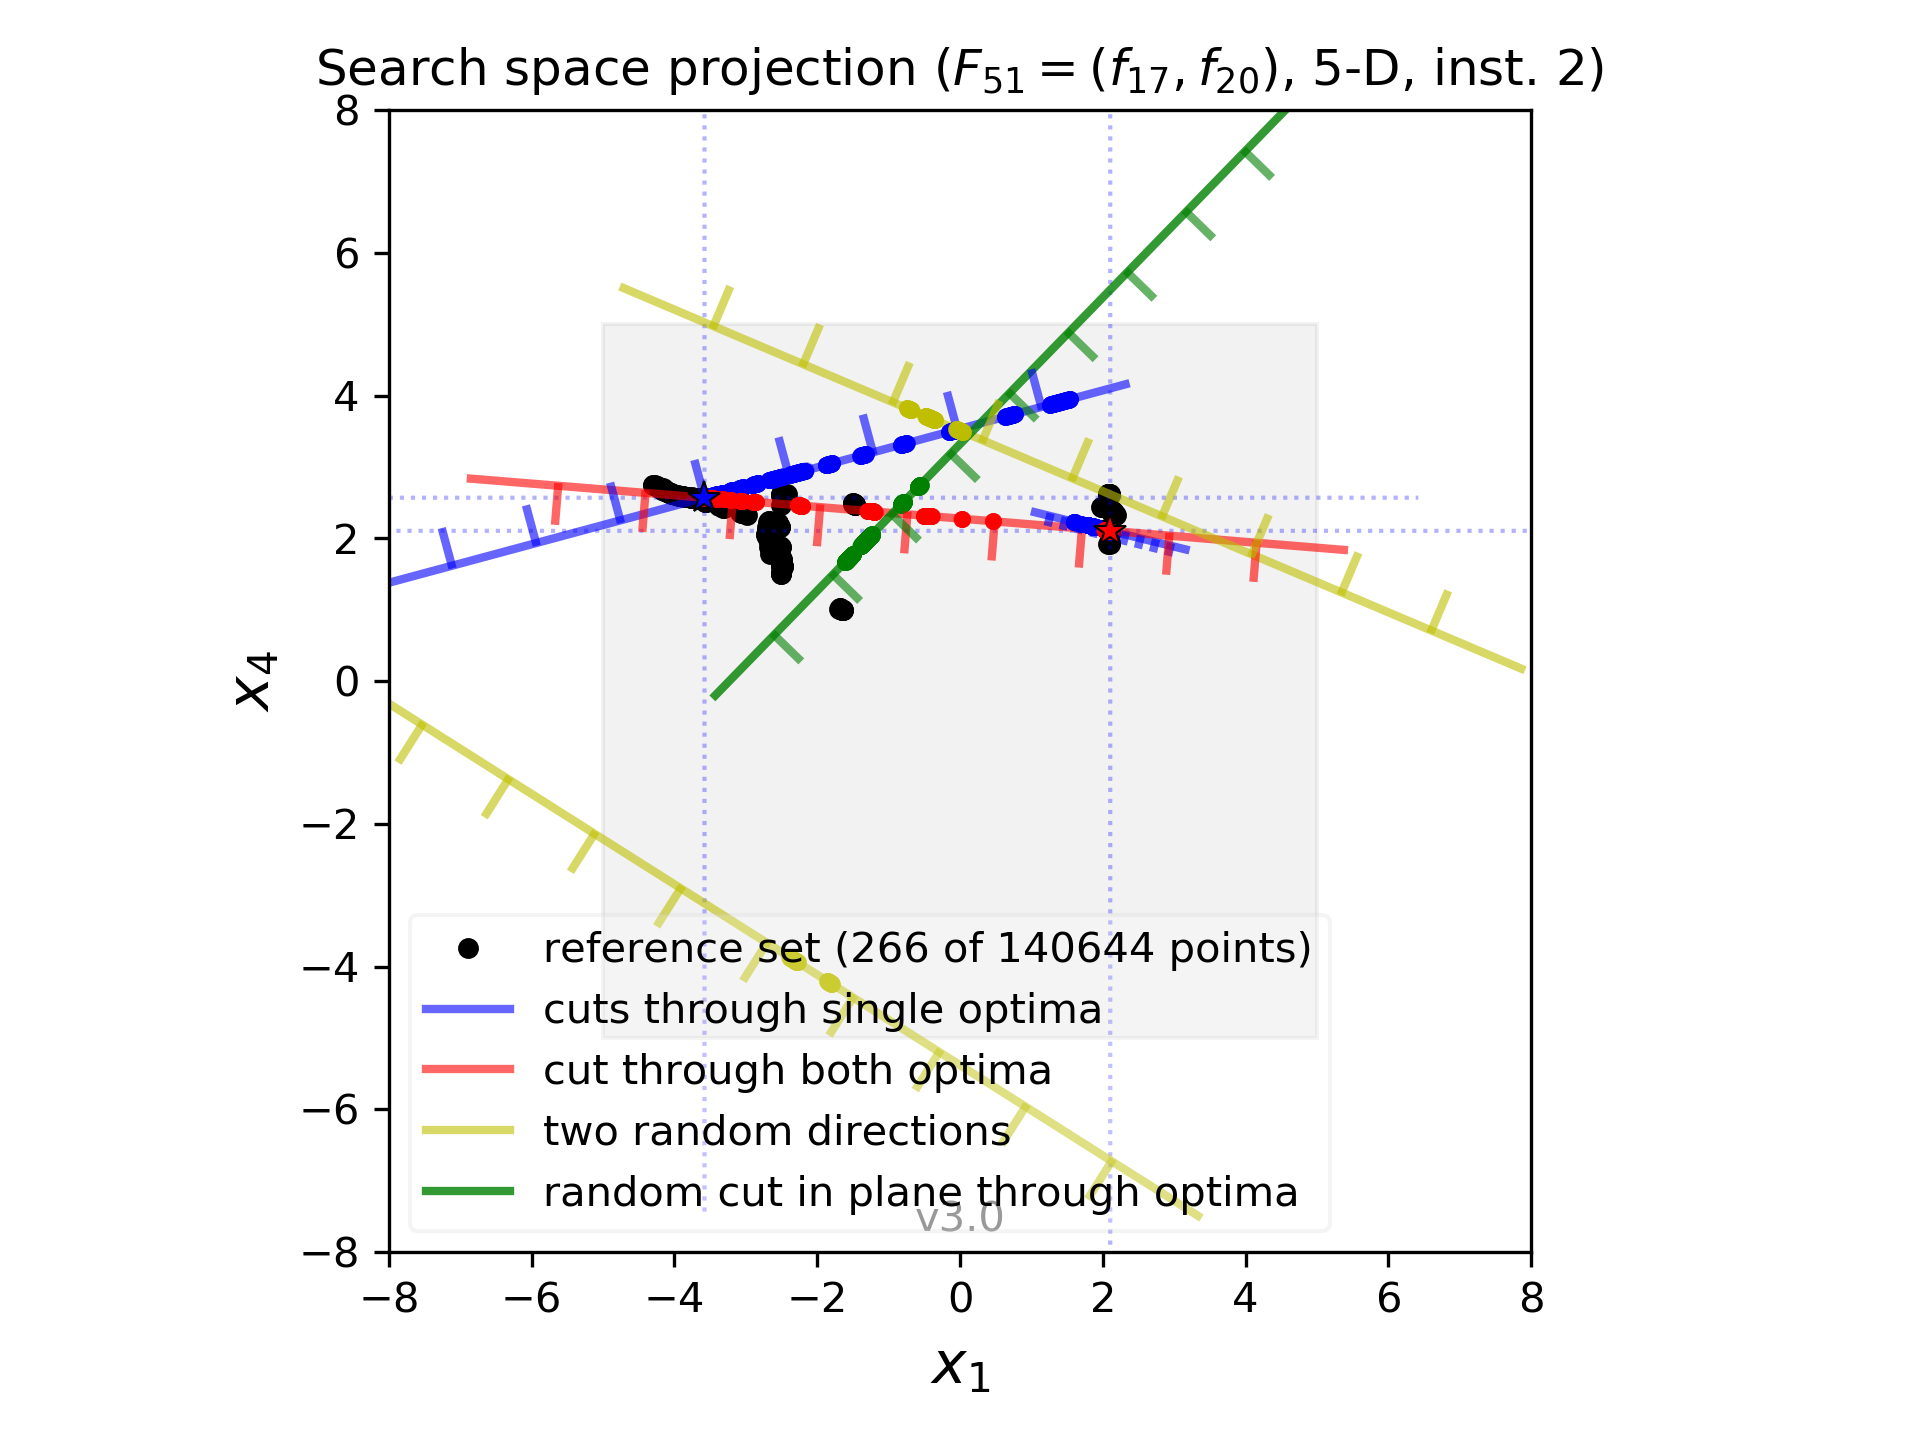 Search space projection (F₅₁ = (f₁₇, f₂₀), 5-D, inst. 2)
8
6
4
2
0
−2
−4
−6
−8
x₄
reference set (266 of 140644 points)
cuts through single optima
cut through both optima
two random directions
random cut in plane through optima
v3.0
−8 −6 −4 −2 0 2 4 6 8
x₁